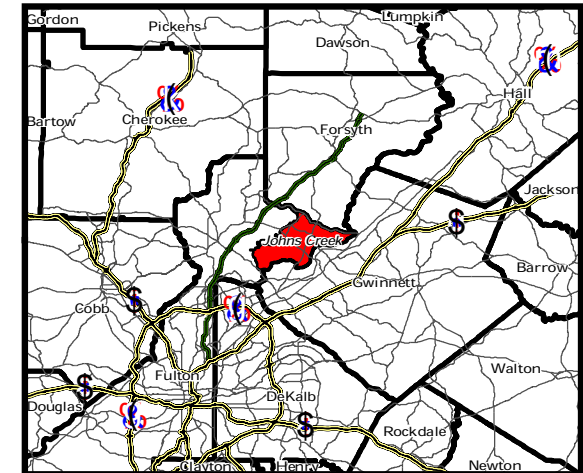 Gordon
Pickens
Lumpkin
Dawson
Hall
Bartow
Cherokee
Forsyth
Jackson
Johns Creek
Barrow
Gwinnett
Cobb
Walton
Fulton
DeKalb
Douglas
Rockdale
Clayton
Henry
Newton